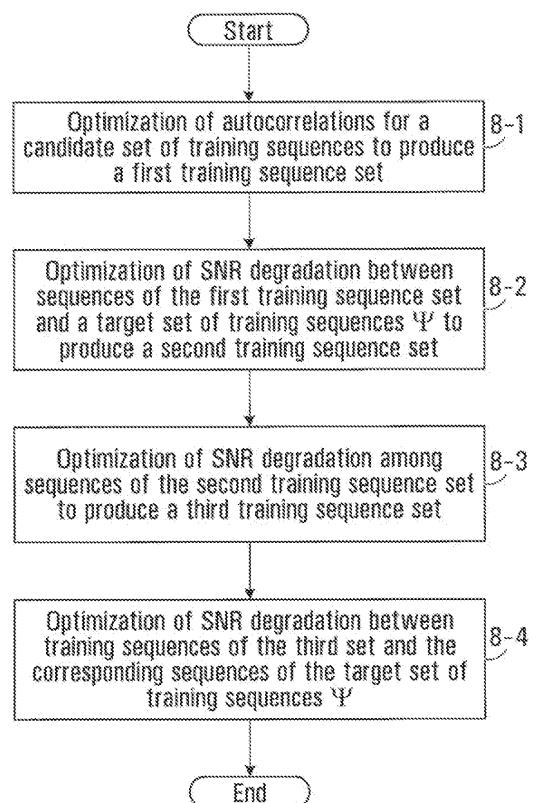 Start
Optimization of autocorrelations for a
candidate set of training sequences to produce
a first training sequence set
8-1
Optimization of SNR degradation between
sequences of the first training sequence set
and a target set of training sequences Ψ to
produce a second training sequence set
8-2
Optimization of SNR degradation among
sequences of the second training sequence set
to produce a third training sequence set
8-3
Optimization of SNR degradation between
training sequences of the third set and the
corresponding sequences of the target set of
training sequences Ψ
8-4
End